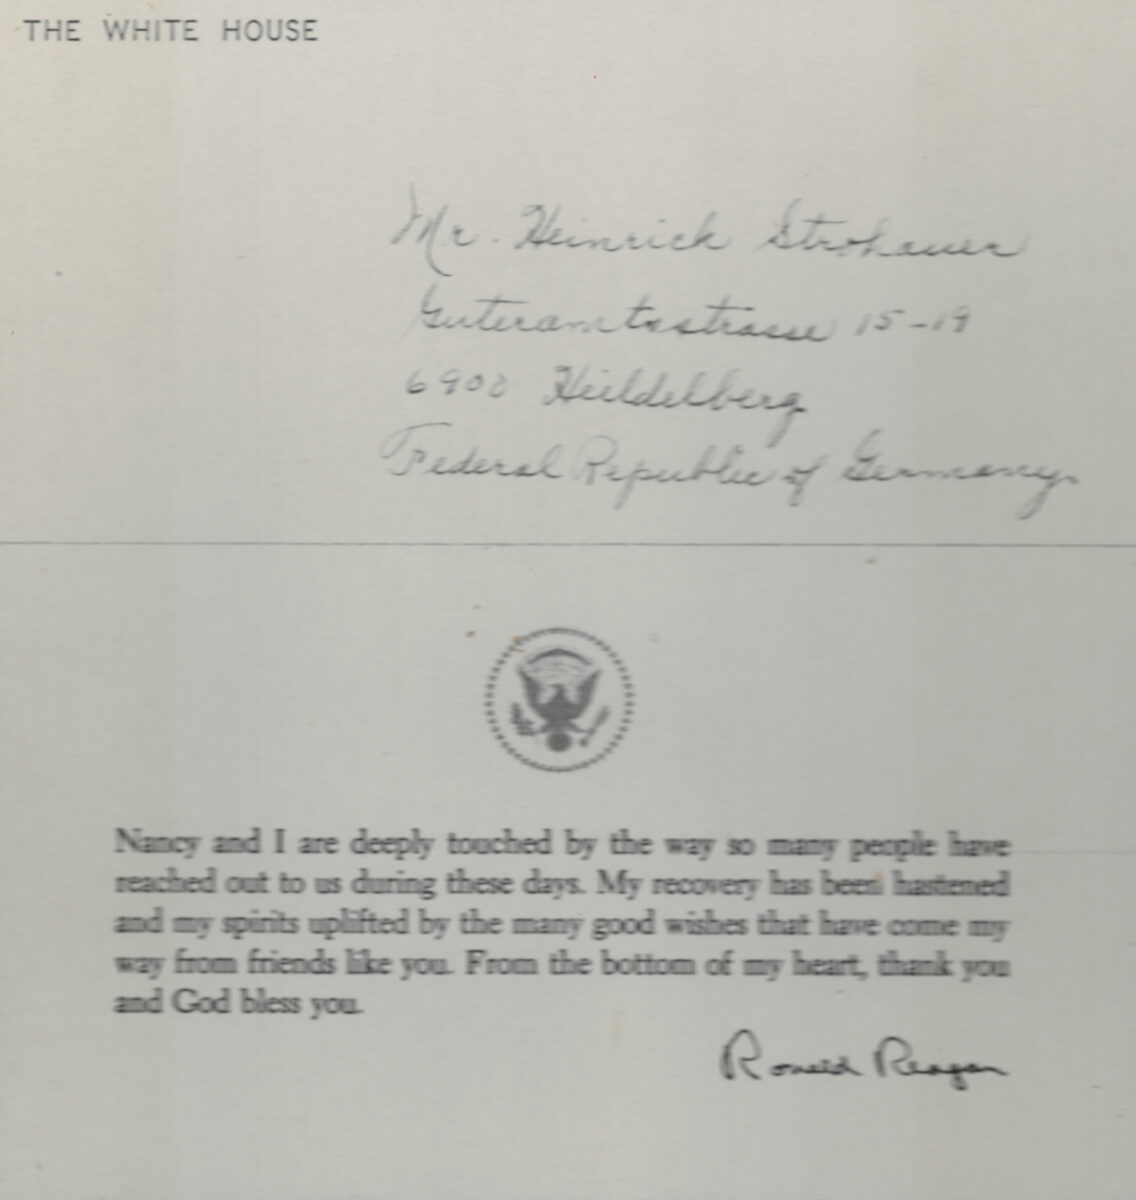 THE WHITE HOUSE
Mr. Heinrich Strohauer
Guteramtsstrasse 15-19
6900 Heildelberg
Federal Republic of Germany
Nancy and I are deeply touched by the way so many people have
reached out to us during these days. My recovery has been hastened
and my spirits uplifted by the many good wishes that have come my
way from friends like you. From the bottom of my heart, thank you
and God bless you.
Ronald Reagan